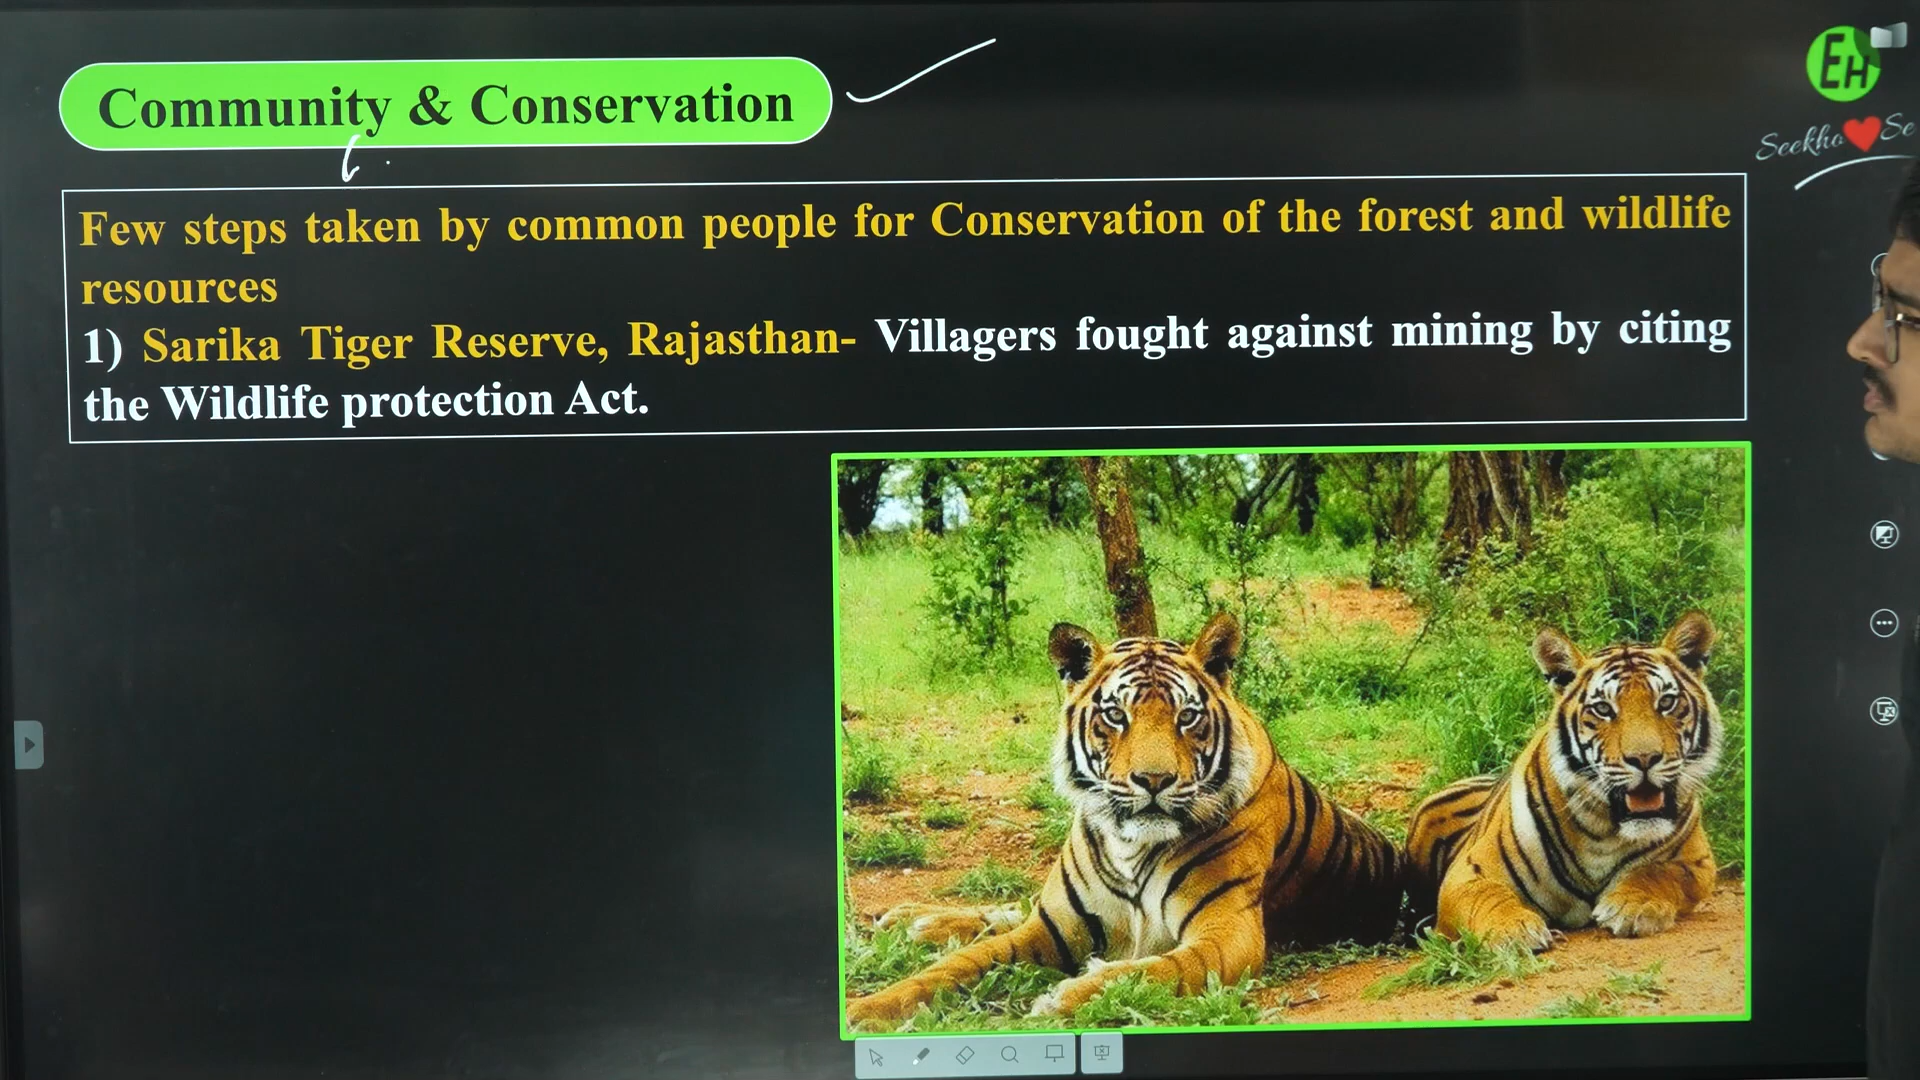 EH
Community & Conservation
Seekho Se
Few steps taken by common people for Conservation of the forest and wildlife
resources
1) Sarika Tiger Reserve, Rajasthan- Villagers fought against mining by citing
the Wildlife protection Act.